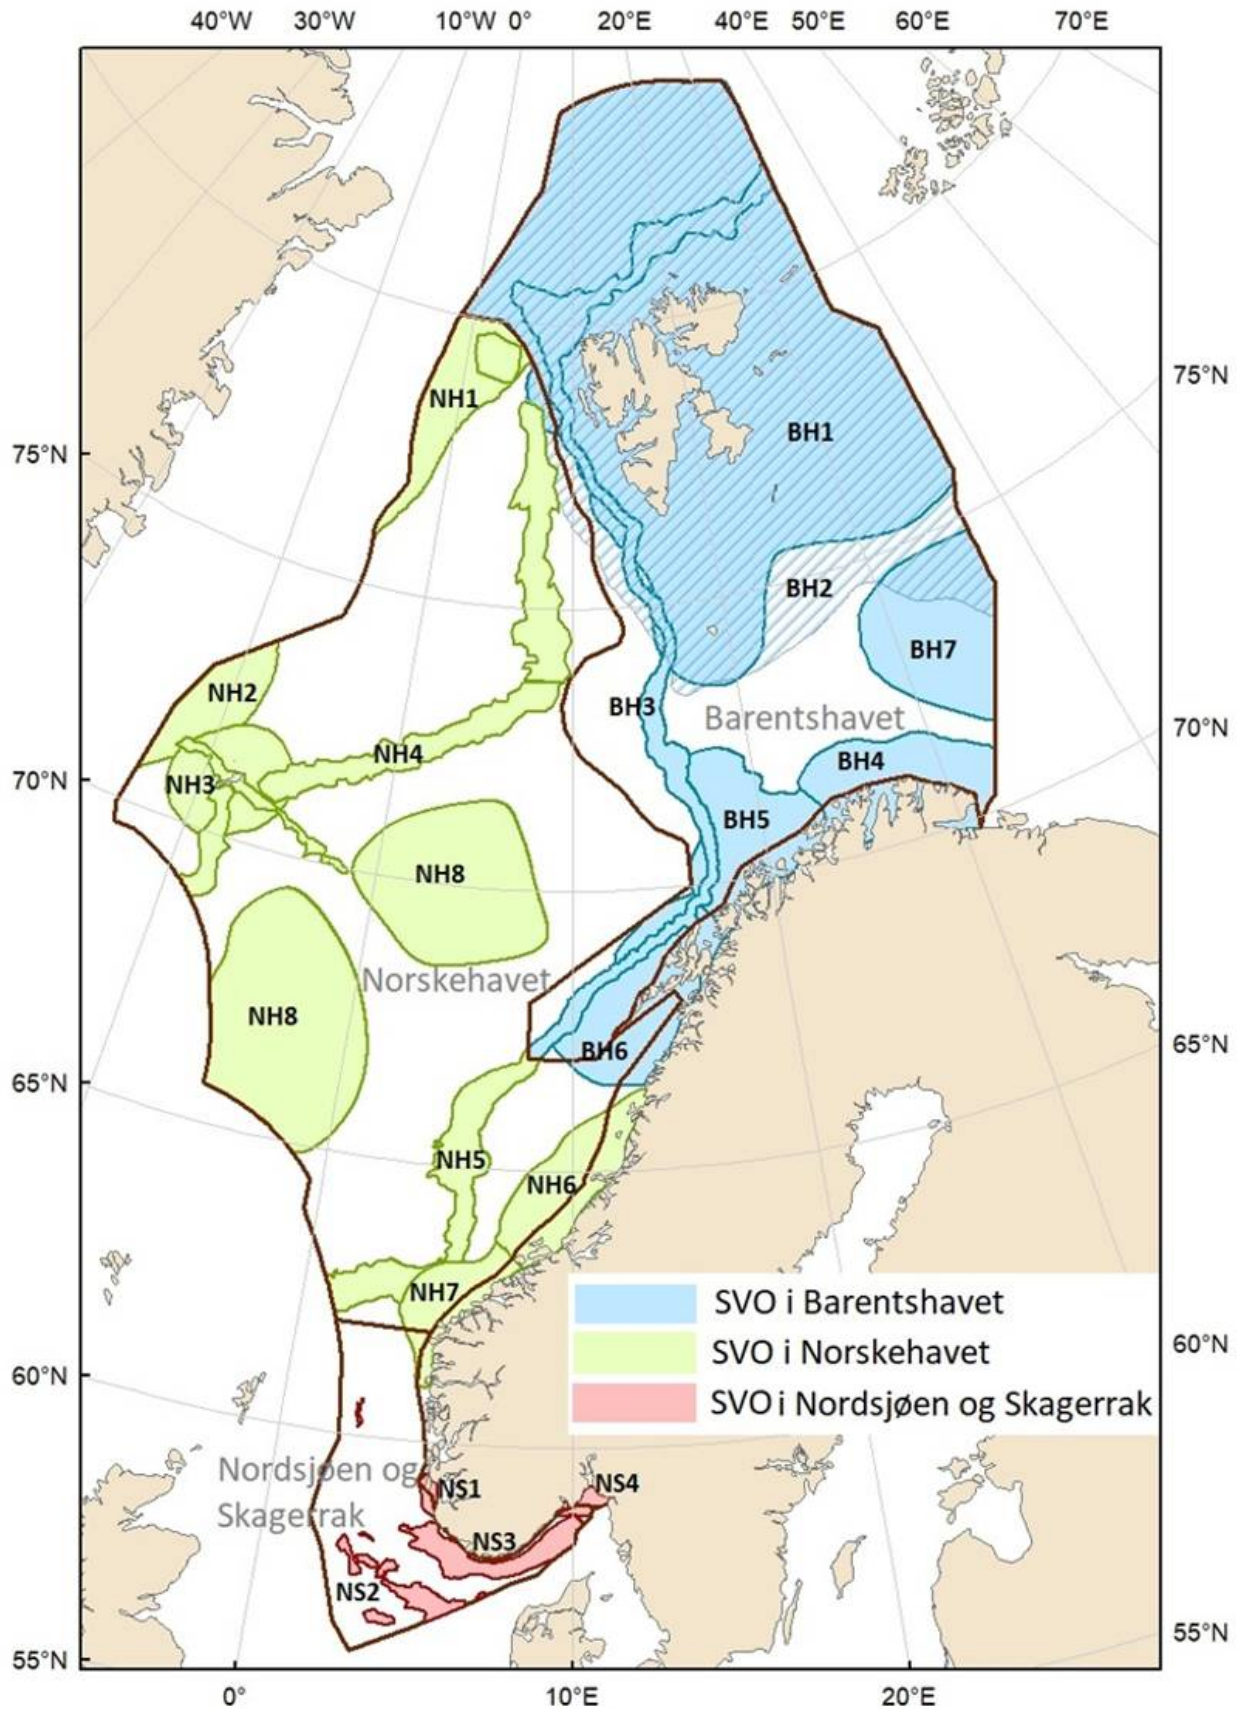 40°W 30°W 10°W 0° 20°E 40°E 50°E 60°E 70°E
75°N
NH1
BH1
75°N
BH2
BH7
NH2
BH3
Barentshavet
70°N
NH4
BH4
70°N
NH3
BH5
NH8
Norskehavet
NH8
BH6
65°N
65°N
NH5
NH6
NH7
SVO i Barentshavet
60°N
SVO i Norskehavet
60°N
SVO i Nordsjøen og Skagerrak
Nordsjøen og
Skagerrak
NS1
NS4
NS3
NS2
55°N
55°N
0° 10°E 20°E